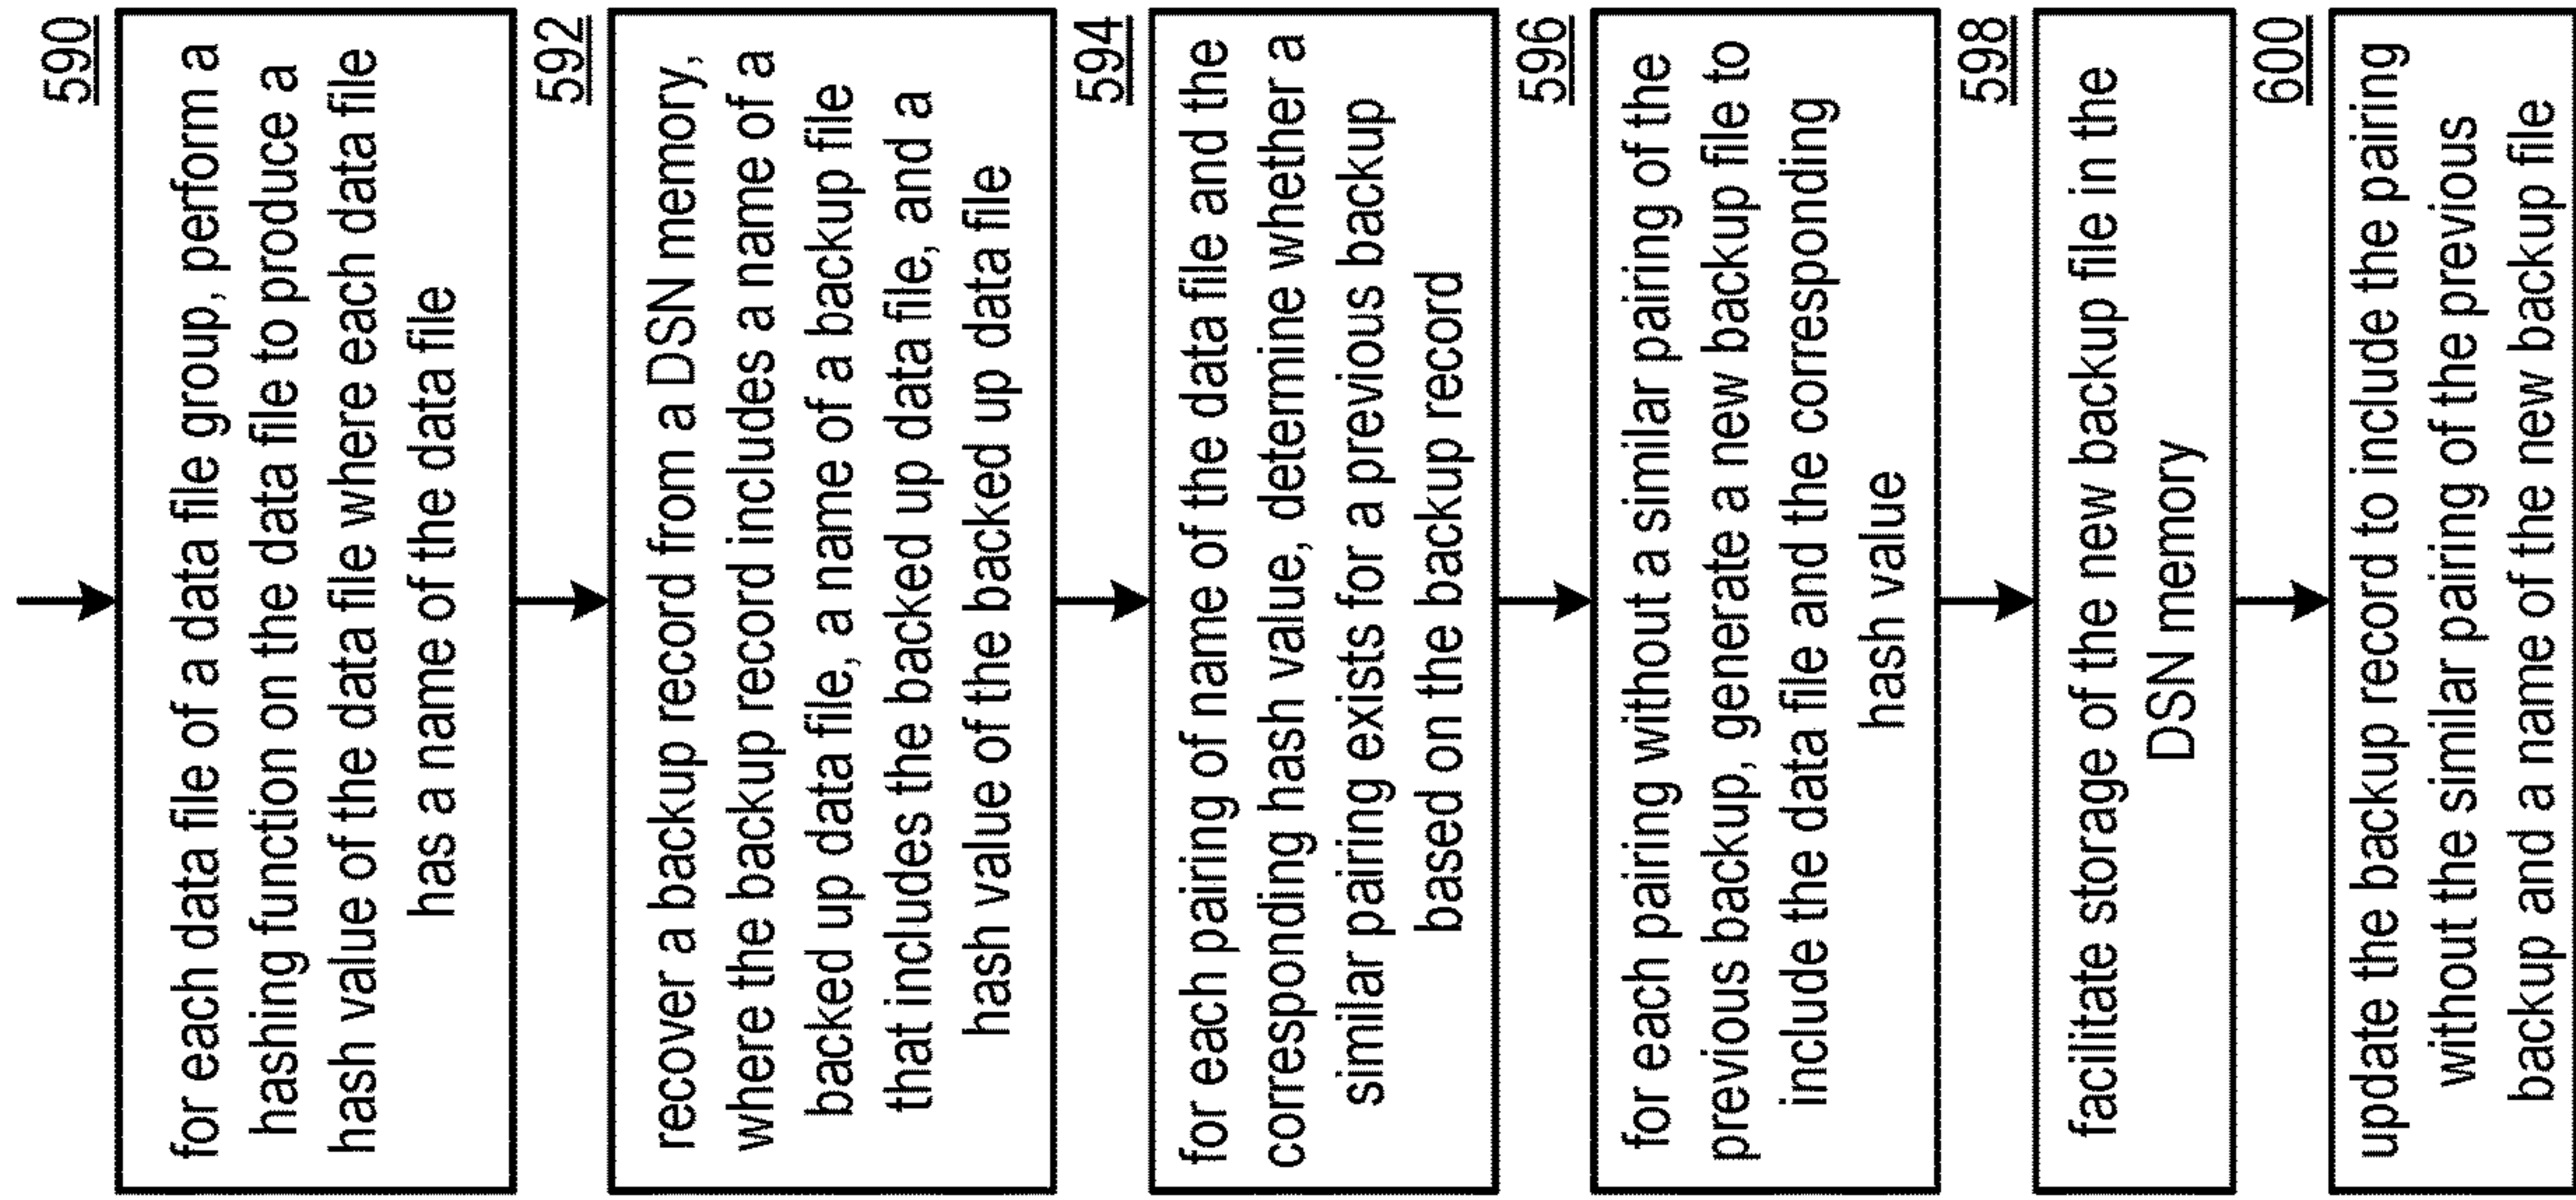 590
for each data file of a data file group, perform a
hashing function on the data file to produce a
hash value of the data file where each data file
has a name of the data file
592
recover a backup record from a DSN memory,
where the backup record includes a name of a
backed up data file, a name of a backup file
that includes the backed up data file, and a
hash value of the backed up data file
594
for each pairing of name of the data file and the
corresponding hash value, determine whether a
similar pairing exists for a previous backup
based on the backup record
596
for each pairing without a similar pairing of the
previous backup, generate a new backup file to
include the data file and the corresponding
hash value
598
facilitate storage of the new backup file in the
DSN memory
600
update the backup record to include the pairing
without the similar pairing of the previous
backup and a name of the new backup file